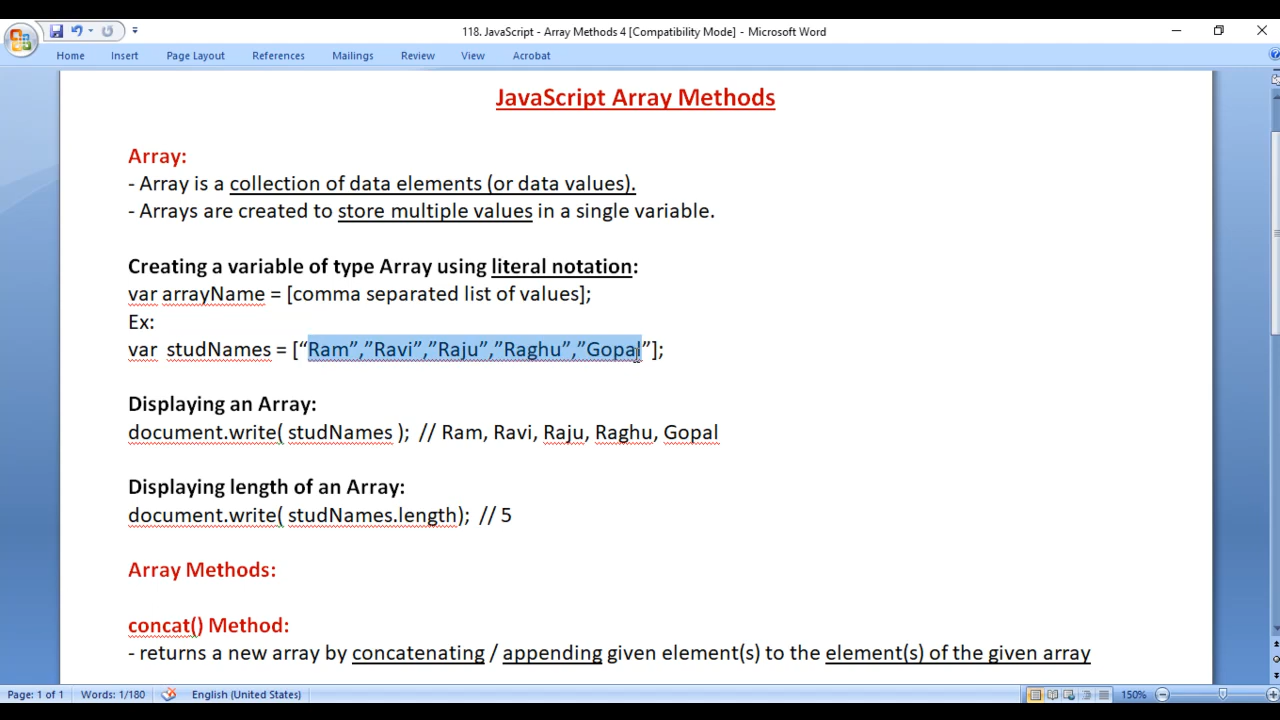 118. JavaScript - Array Methods 4 [Compatibility Mode] - Microsoft Word
Home Insert Page Layout References Mailings Review View Acrobat
JavaScript Array Methods
Array:
- Array is a collection of data elements (or data values).
- Arrays are created to store multiple values in a single variable.
Creating a variable of type Array using literal notation:
var arrayName = [comma separated list of values];
Ex:
var studNames = [“Ram”,”Ravi”,”Raju”,”Raghu”,”Gopal”];
Displaying an Array:
document.write( studNames ); // Ram, Ravi, Raju, Raghu, Gopal
Displaying length of an Array:
document.write( studNames.length); // 5
Array Methods:
concat() Method:
- returns a new array by concatenating / appending given element(s) to the element(s) of the given array
Page: 1 of 1 Words: 1/180 English (United States) 150%